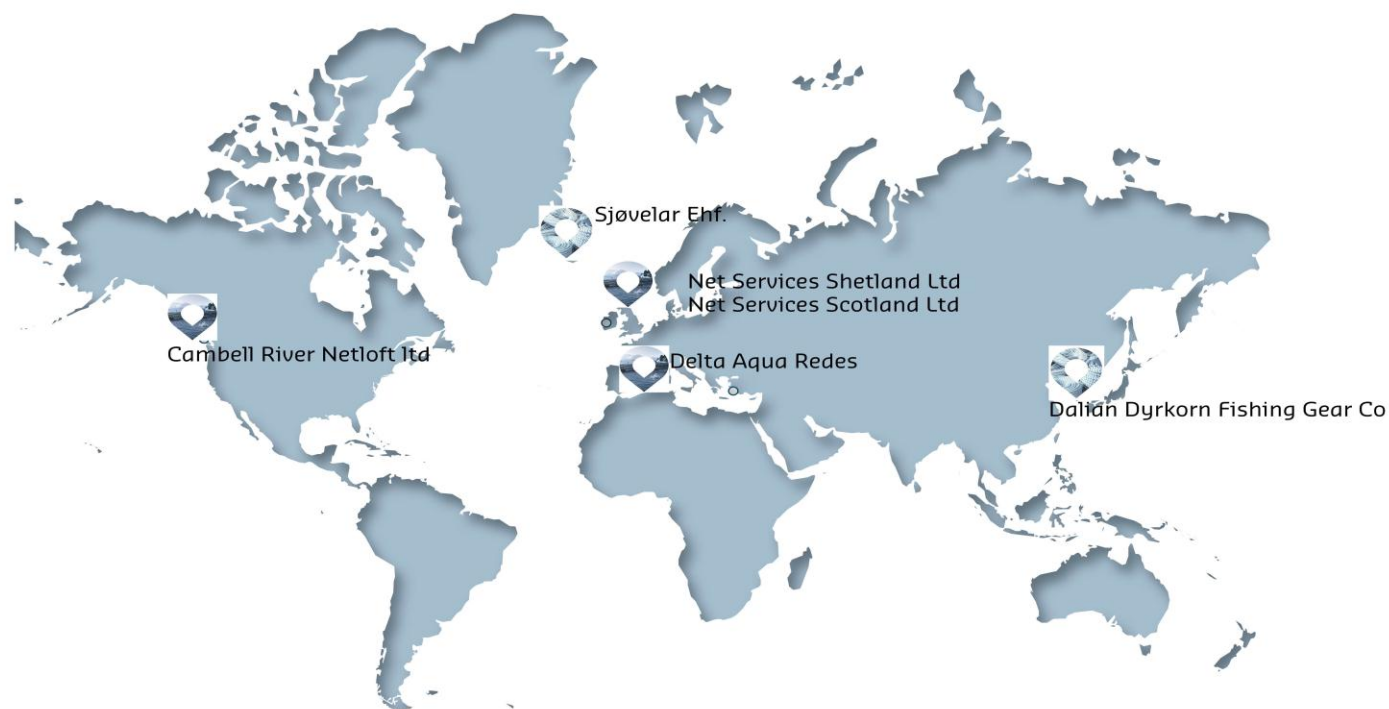 Sjøvelar Ehf.
Net Services Shetland Ltd
Net Services Scotland Ltd
Cambell River Netloft ltd
Delta Aqua Redes
Dalian Dyrkorn Fishing Gear Co